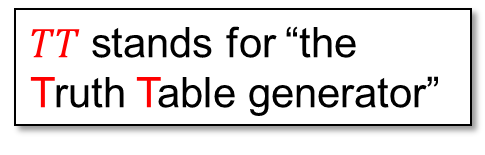 TT stands for “the
Truth Table generator”